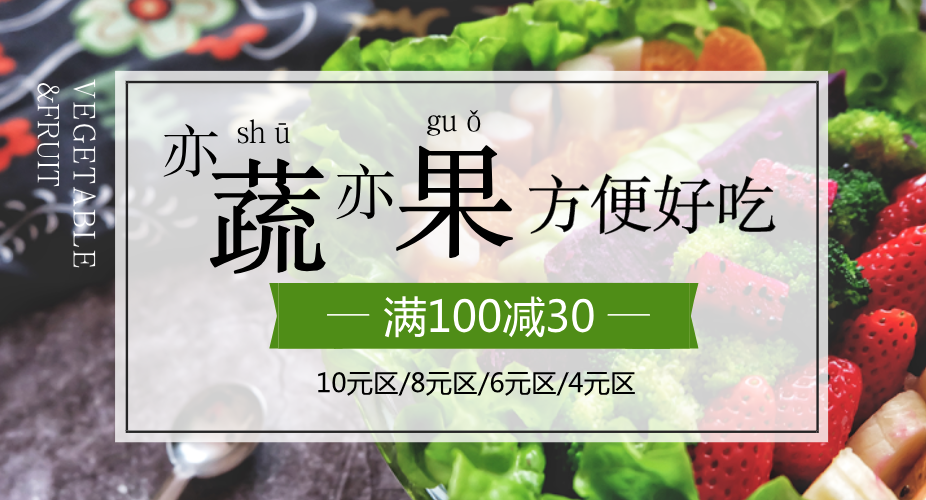 VEGETABLE
&FRUIT
shū guǒ
亦蔬亦果 方便好吃
满100减30
10元区/8元区/6元区/4元区